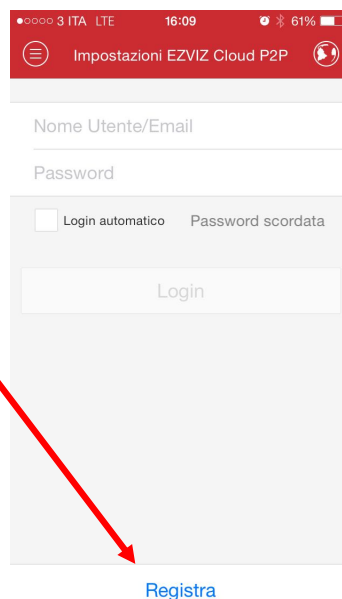 3 ITA LTE 16:09 61%
Impostazioni EZVIZ Cloud P2P
Nome Utente/Email
Password
Login automatico Password scordata
Login
Registra